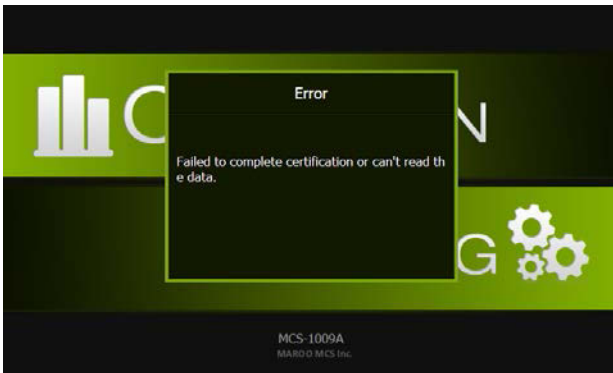 Error
Failed to complete certification or can't read th
e data.
MCS-1009A
MAROO MCS Inc.